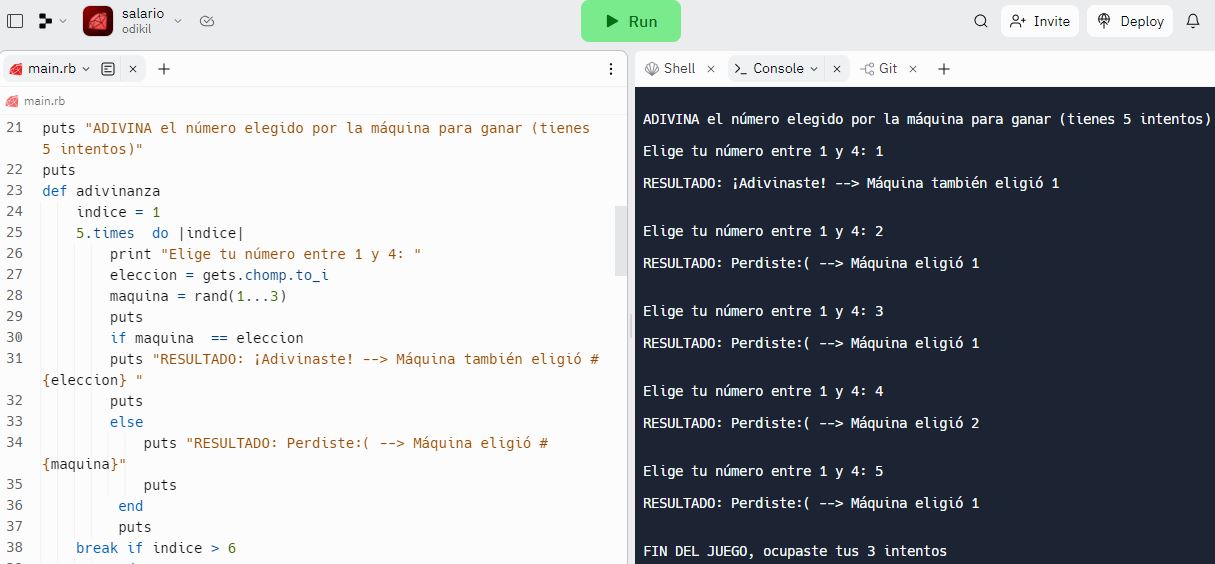 salario
odikil
Run
Invite
Deploy
main.rb
main.rb
21 puts "ADIVINA el número elegido por la máquina para ganar (tienes
5 intentos)"
22 puts
23 def adivinanza
24 indice = 1
25 5.times  do |indice|
26 print "Elige tu número entre 1 y 4: "
27 eleccion = gets.chomp.to_i
28 maquina = rand(1...3)
29 puts
30 if maquina  == eleccion
31 puts "RESULTADO: ¡Adivinaste! --> Máquina también eligió #
{eleccion} "
32 puts
33 else
34 puts "RESULTADO: Perdiste:( --> Máquina eligió #
{maquina}"
35 puts
36 end
37 puts
38 break if indice > 6
Shell
>_ Console
Git
ADIVINA el número elegido por la máquina para ganar (tienes 5 intentos)
Elige tu número entre 1 y 4: 1
RESULTADO: ¡Adivinaste! --> Máquina también eligió 1
Elige tu número entre 1 y 4: 2
RESULTADO: Perdiste:( --> Máquina eligió 1
Elige tu número entre 1 y 4: 3
RESULTADO: Perdiste:( --> Máquina eligió 1
Elige tu número entre 1 y 4: 4
RESULTADO: Perdiste:( --> Máquina eligió 2
Elige tu número entre 1 y 4: 5
RESULTADO: Perdiste:( --> Máquina eligió 1
FIN DEL JUEGO, ocupaste tus 3 intentos